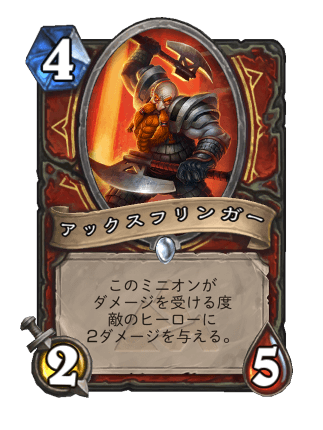 4
アックスフリンガー
このミニオンが
ダメージを受ける度
敵のヒーローに
2ダメージを与える。
2
5